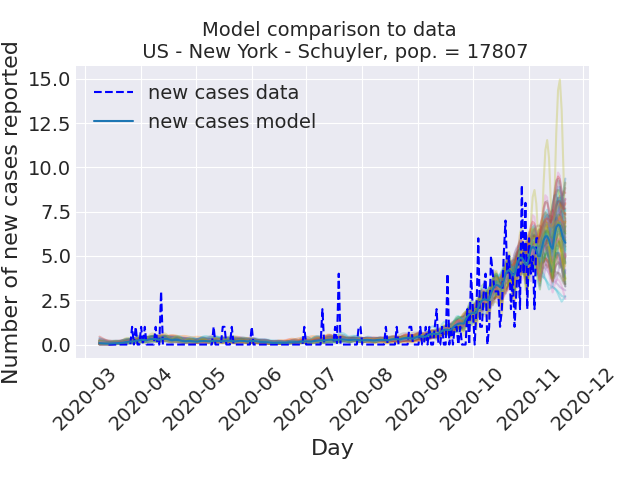 Model comparison to data
US - New York - Schuyler, pop. = 17807
new cases data
new cases model
Number of new cases reported
15.0
12.5
10.0
7.5
5.0
2.5
0.0
2020-03
2020-04
2020-05
2020-06
2020-07
2020-08
2020-09
2020-10
2020-11
2020-12
Day